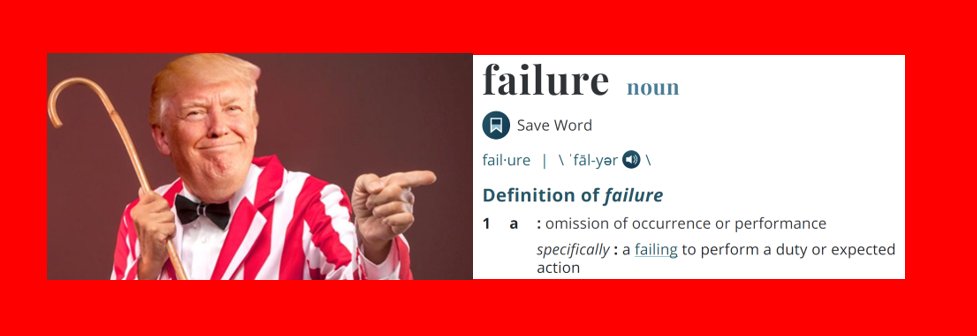 failure noun
Save Word
fail·ure | \ ˈfāl-yər \
Definition of failure
1 a : omission of occurrence or performance
specifically : a failing to perform a duty or expected
action